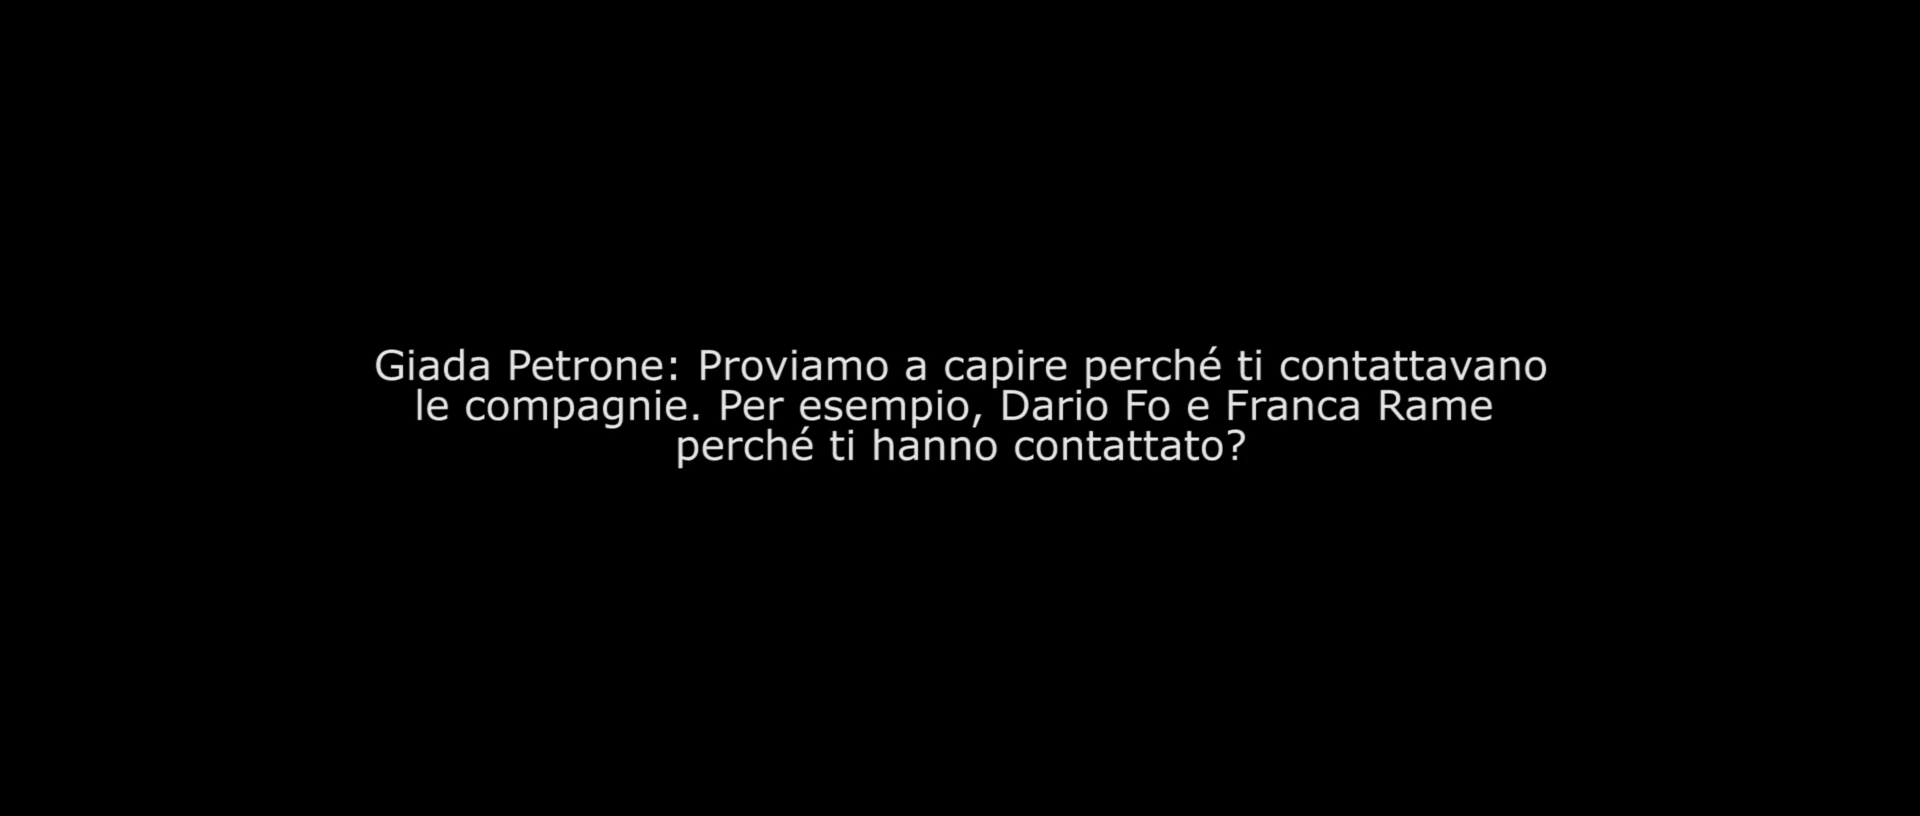 Giada Petrone: Proviamo a capire perché ti contattavano
le compagnie. Per esempio, Dario Fo e Franca Rame
perché ti hanno contattato?